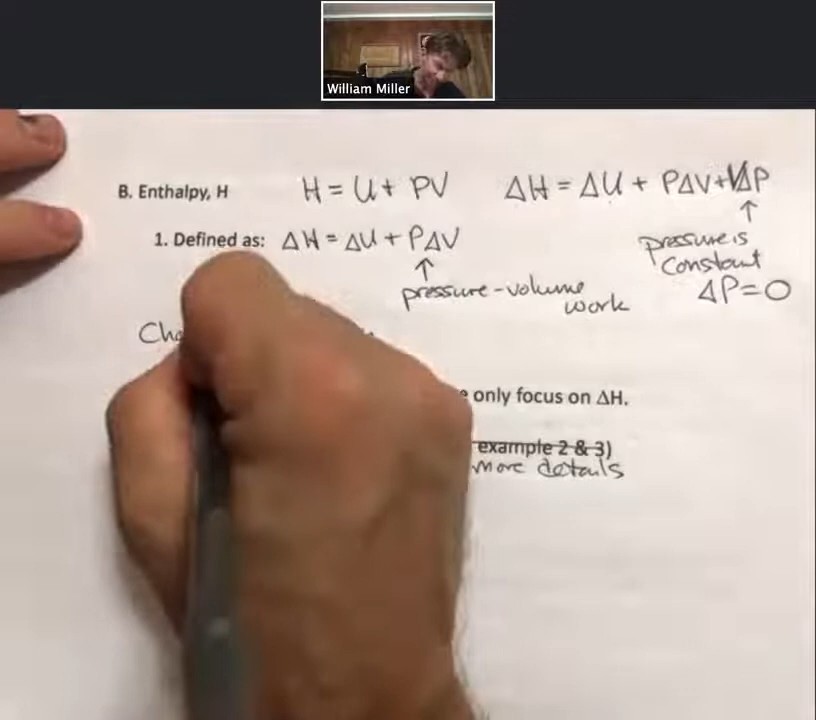 William Miller
B. Enthalpy, H H = U + PV ΔH = ΔU + PΔV + VΔP
↑
1. Defined as: ΔH = ΔU + PΔV pressure is
↑ constant
pressure-volume ΔP = 0
work
only focus on ΔH.
example 2 & 3)
more details